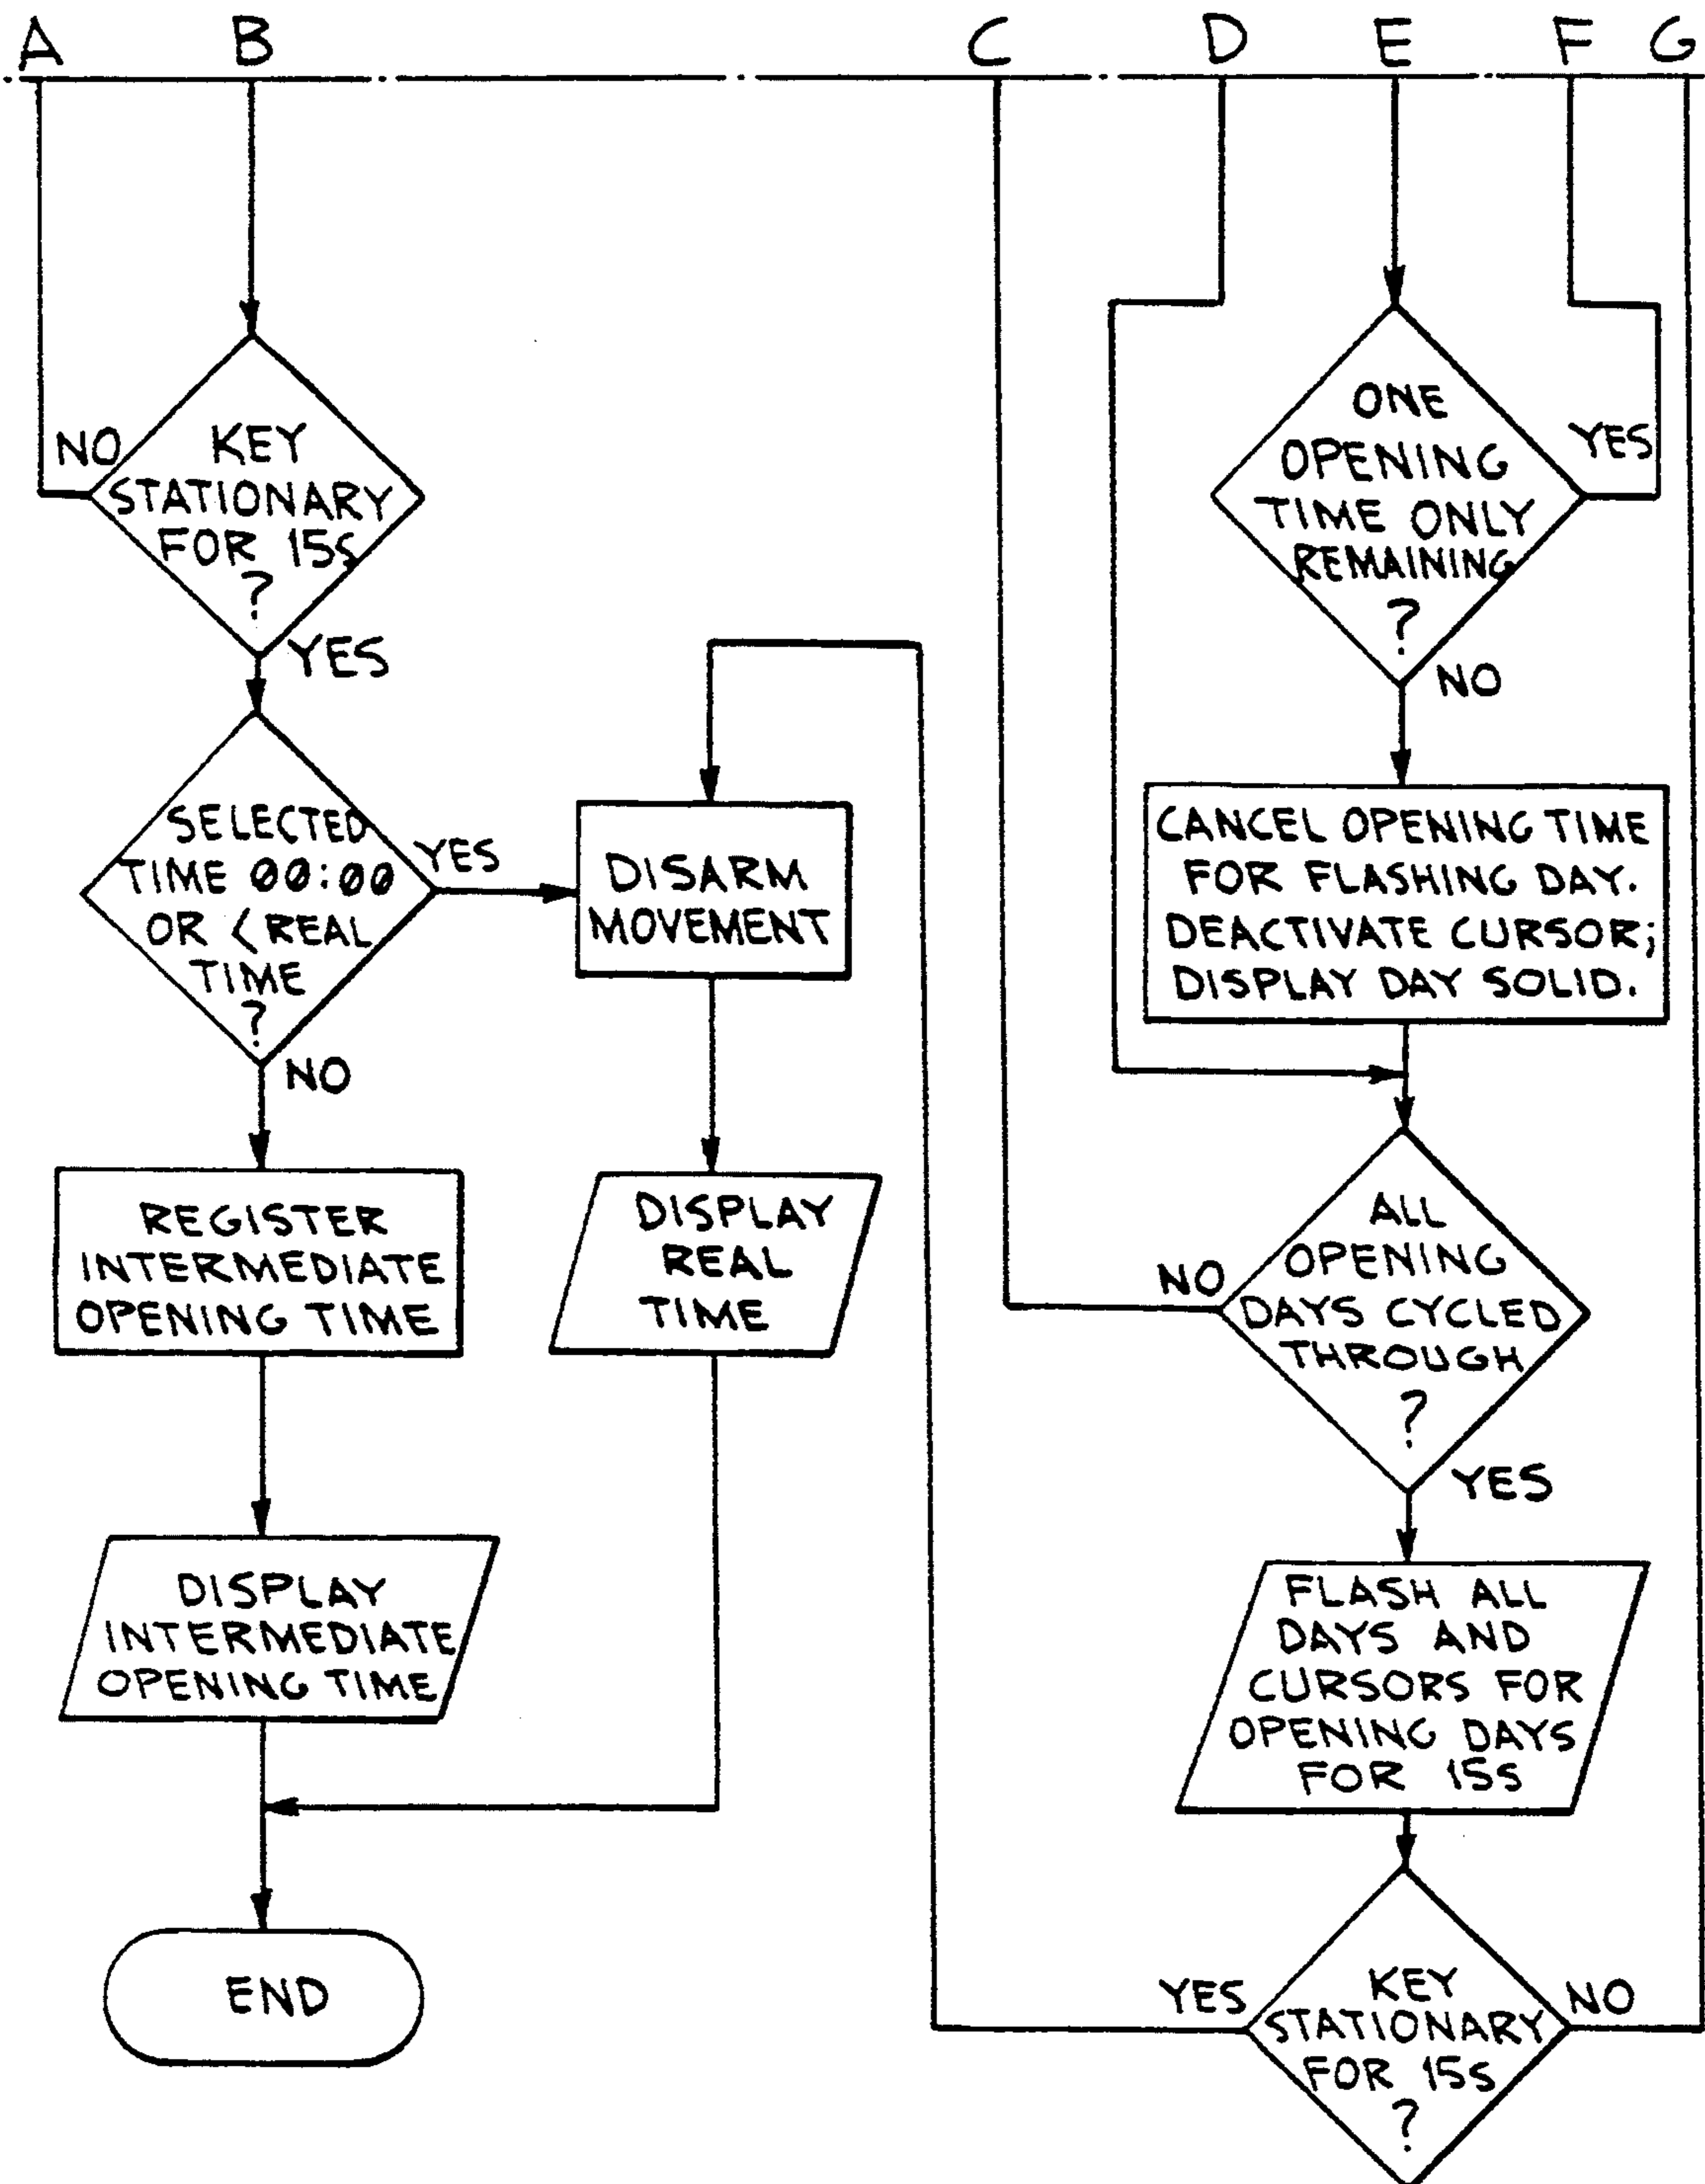 A B C D E F G
NO
KEY
STATIONARY
FOR 15S
?
YES
SELECTED
TIME 00:00
OR < REAL
TIME
?
YES
NO
DISARM
MOVEMENT
REGISTER
INTERMEDIATE
OPENING TIME
DISPLAY
REAL
TIME
DISPLAY
INTERMEDIATE
OPENING TIME
END
ONE
OPENING
TIME ONLY
REMAINING
?
YES
NO
CANCEL OPENING TIME
FOR FLASHING DAY.
DEACTIVATE CURSOR;
DISPLAY DAY SOLID.
ALL
OPENING
DAYS CYCLED
THROUGH
?
NO
YES
FLASH ALL
DAYS AND
CURSORS FOR
OPENING DAYS
FOR 15S
YES
KEY
STATIONARY
FOR 15S
?
NO